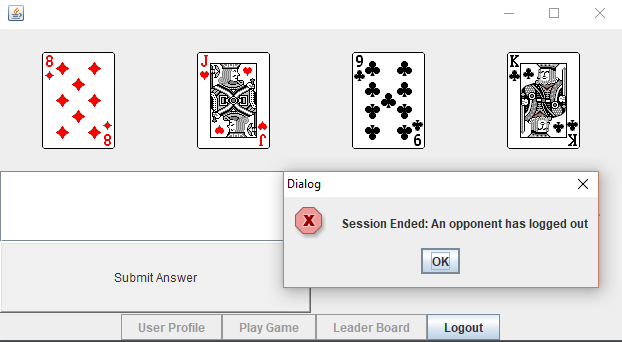 8 J 9 K
8 J 9 K
Dialog
Session Ended: An opponent has logged out
OK
Submit Answer
User Profile Play Game Leader Board Logout